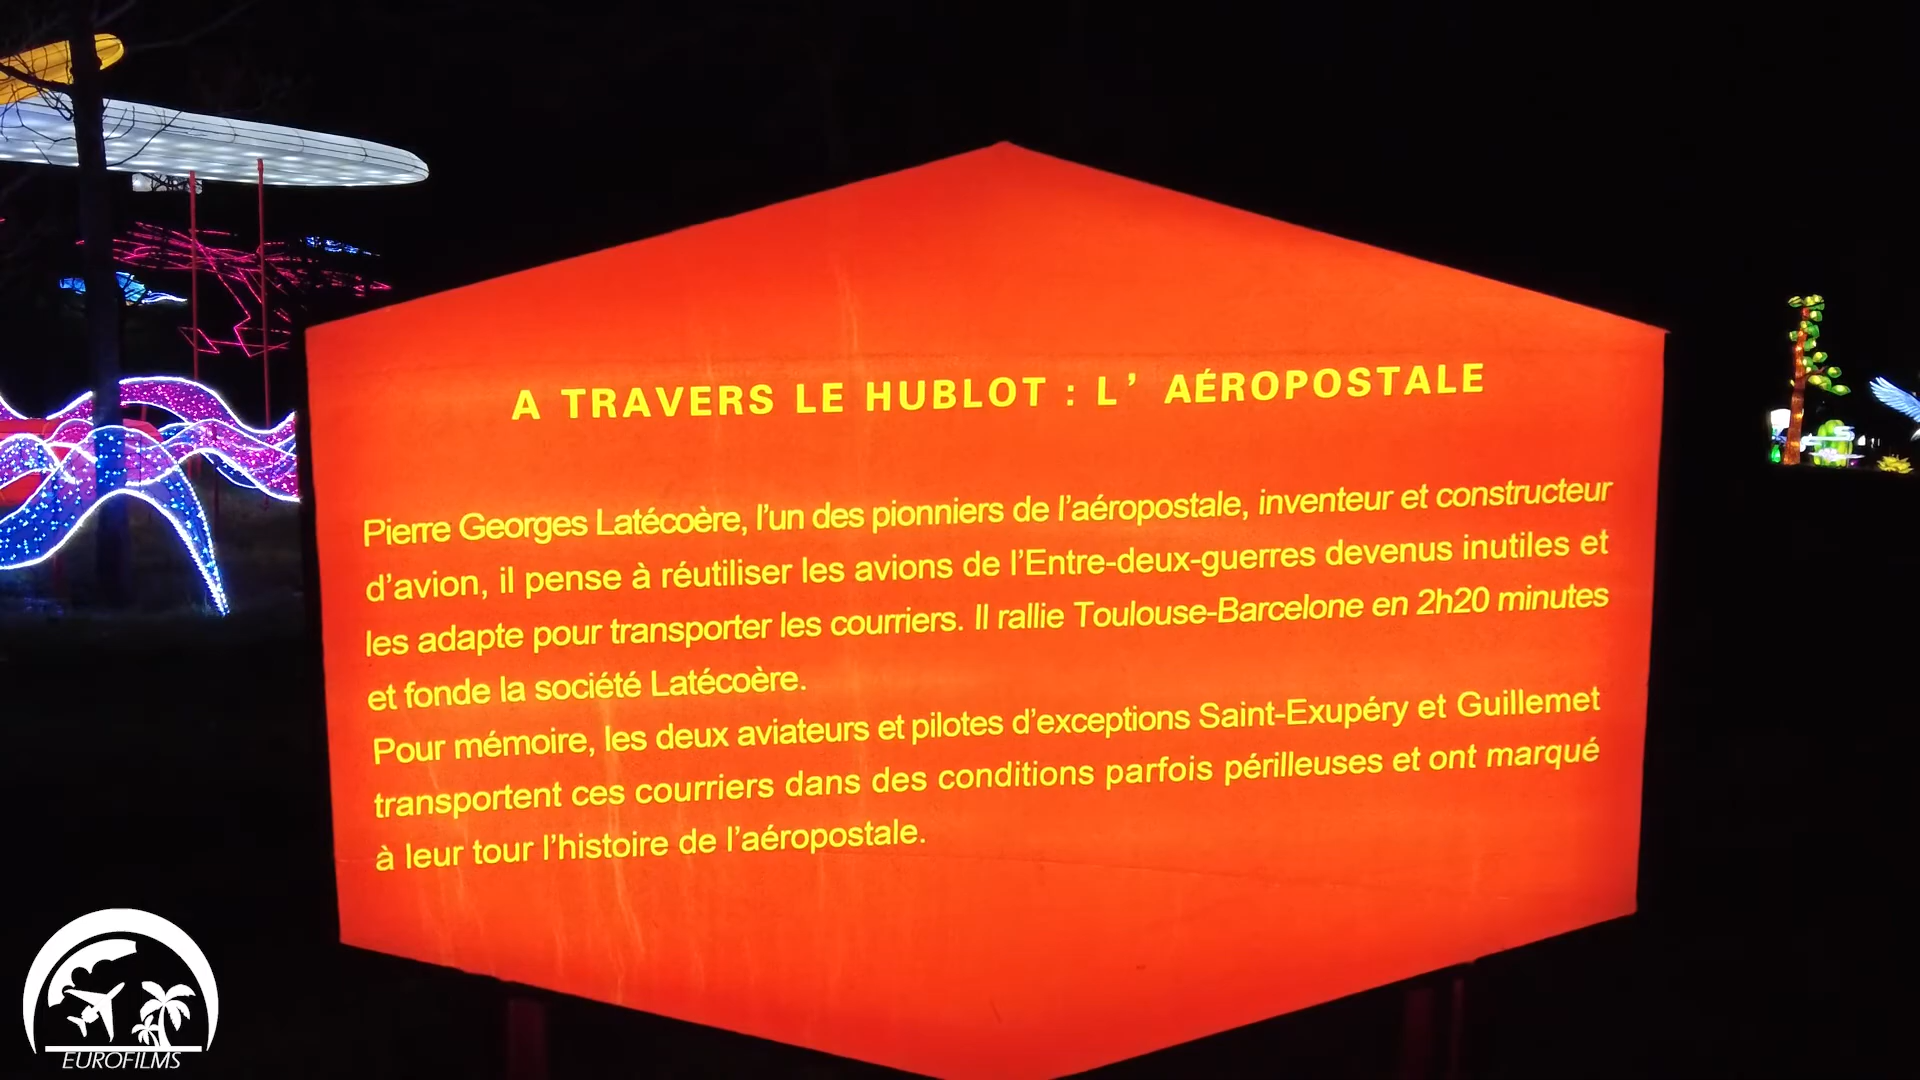 A TRAVERS LE HUBLOT : L' AÉROPOSTALE
Pierre Georges Latécoère, l'un des pionniers de l'aéropostale, inventeur et constructeur
d'avion, il pense à réutiliser les avions de l'Entre-deux-guerres devenus inutiles et
les adapte pour transporter les courriers. Il rallie Toulouse-Barcelone en 2h20 minutes
et fonde la société Latécoère.
Pour mémoire, les deux aviateurs et pilotes d'exceptions Saint-Exupéry et Guillemet
transportent ces courriers dans des conditions parfois périlleuses et ont marqué
à leur tour l'histoire de l'aéropostale.
EUROFILMS